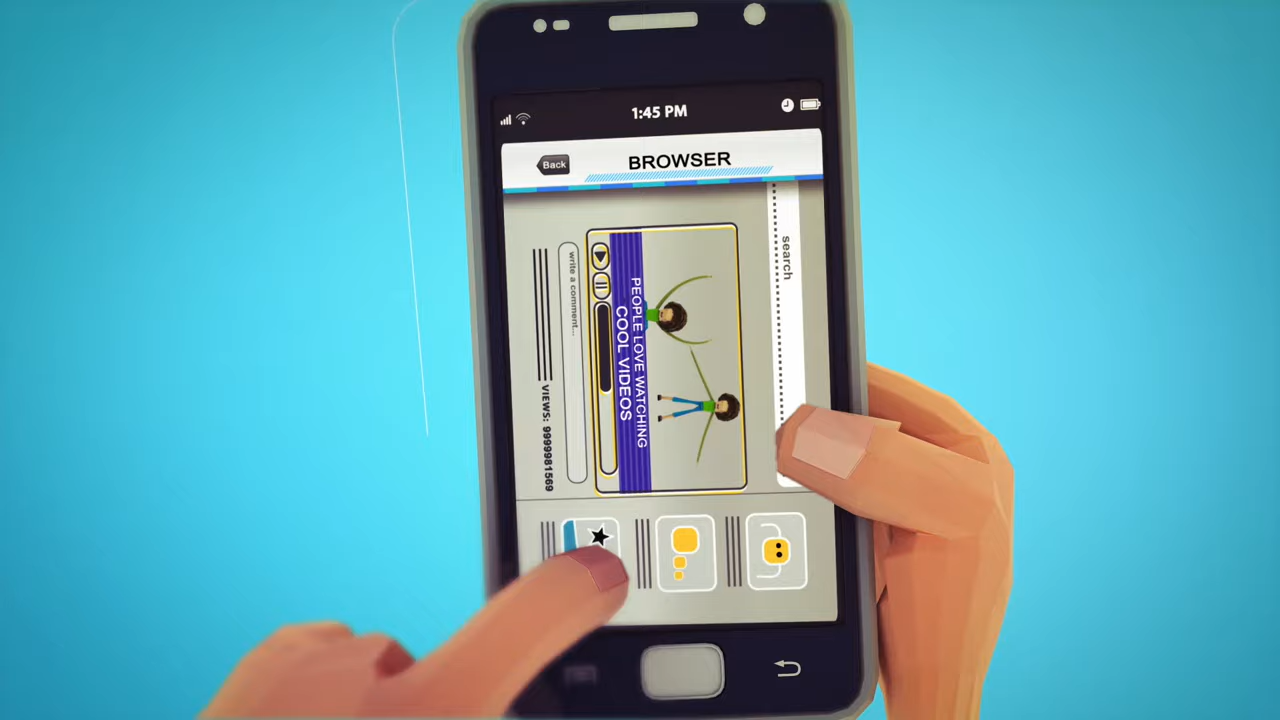 1:45 PM
Back
BROWSER
search
PEOPLE LOVE WATCHING
COOL VIDEOS
write a comment...
VIEWS: 9999981569